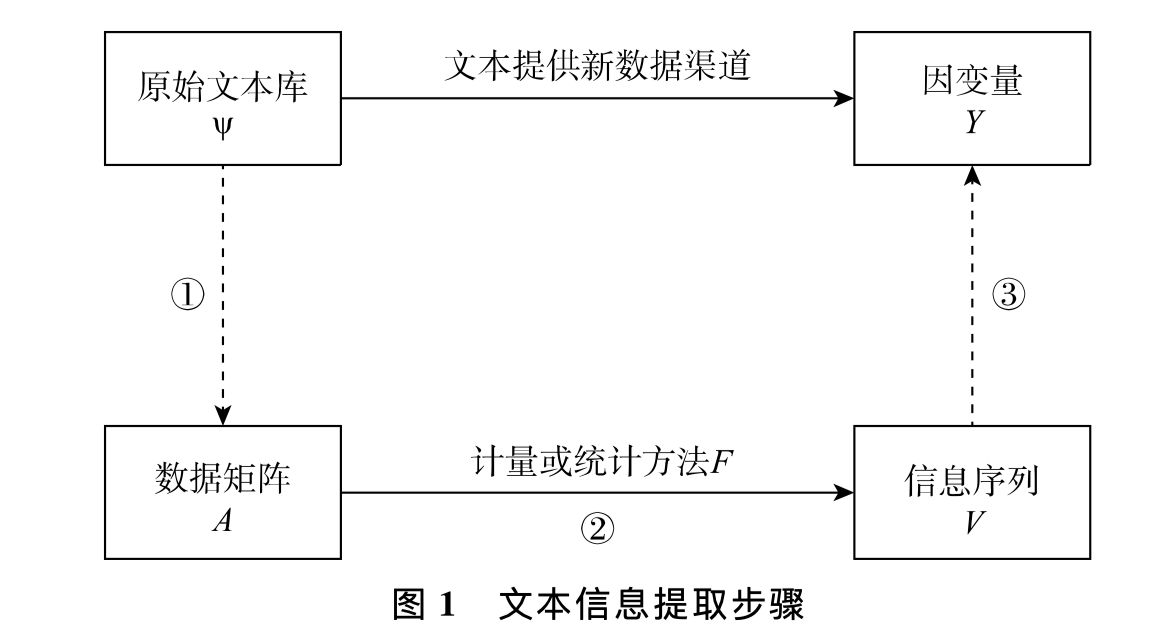 原始文本库
ψ
文本提供新数据渠道
因变量
Y
①
③
数据矩阵
A
计量或统计方法F
②
信息序列
V
图 1 文本信息提取步骤